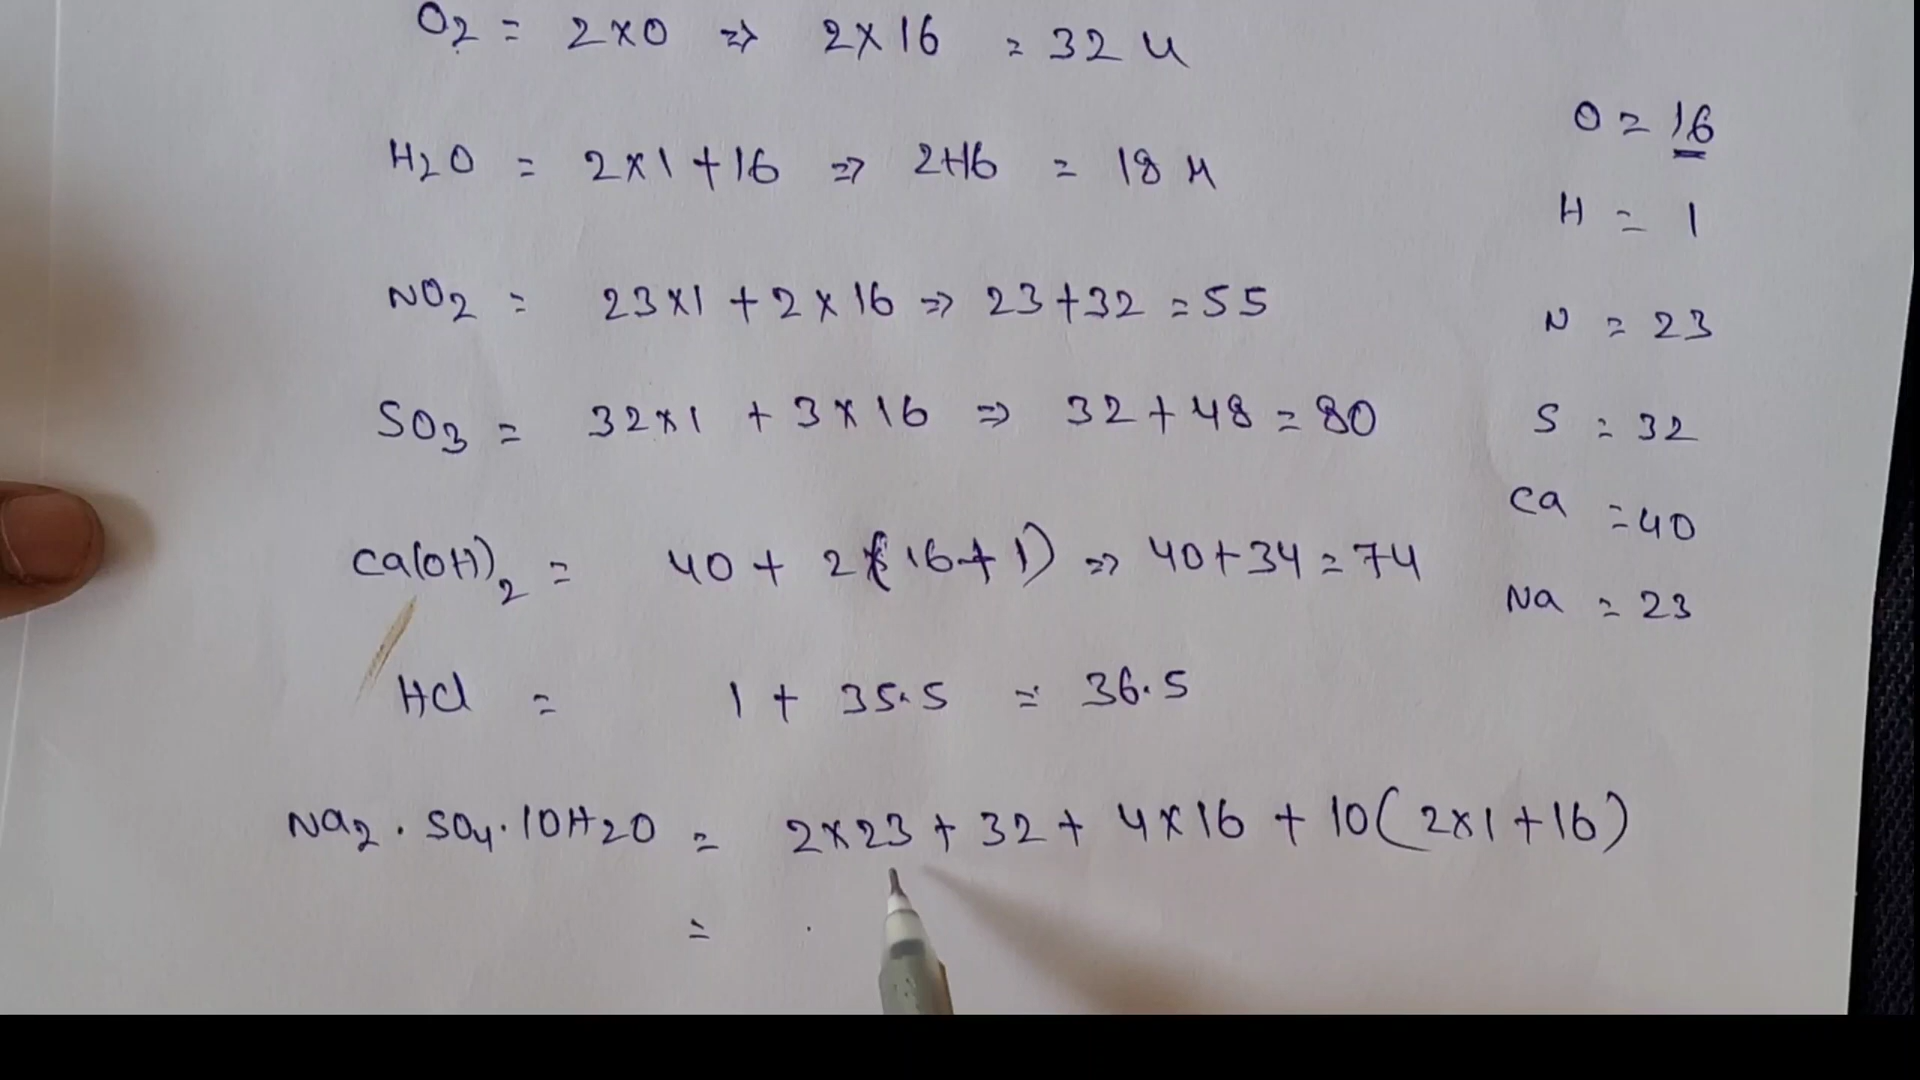 O2 = 2×0 ⇒ 2×16 = 32 u
H2O = 2×1+16 ⇒ 2+16 = 18 u
NO2 = 23×1+2×16 ⇒ 23+32 = 55
SO3 = 32×1 + 3×16 ⇒ 32+48 = 80
Ca(OH)2 = 40 + 2(16+1) ⇒ 40+34 = 74
HCl = 1 + 35.5 = 36.5
Na2.SO4.10H2O = 2×23+32+4×16+10(2×1+16)
=
O = 16
H = 1
N = 23
S = 32
Ca = 40
Na = 23